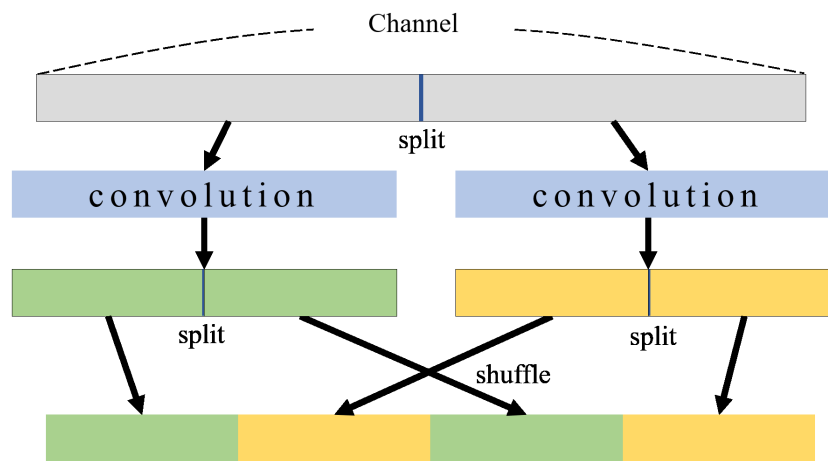 Channel
split
convolution
convolution
split
split
shuffle